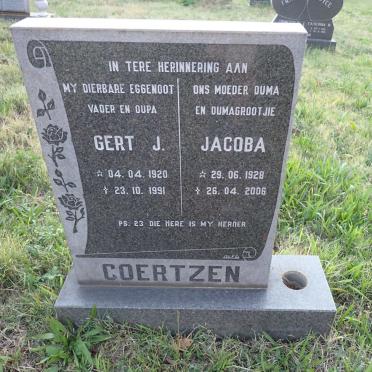 IN TERE HERINNERING AAN
MY DIERBARE EGGENOOT
VADER EN OUPA
GERT J.
☆ 04. 04. 1920
✝ 23. 10. 1991
ONS MOEDER OUMA
EN OUMAGROOTJIE
JACOBA
☆ 29. 06. 1928
✝ 26. 04. 2006
PS. 23 DIE HERE IS MY HERDER
COERTZEN